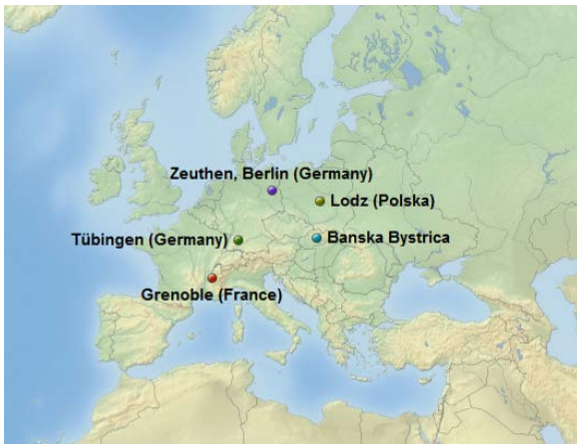 Zeuthen, Berlin (Germany)
Lodz (Polska)
Tübingen (Germany)
Banska Bystrica
Grenoble (France)